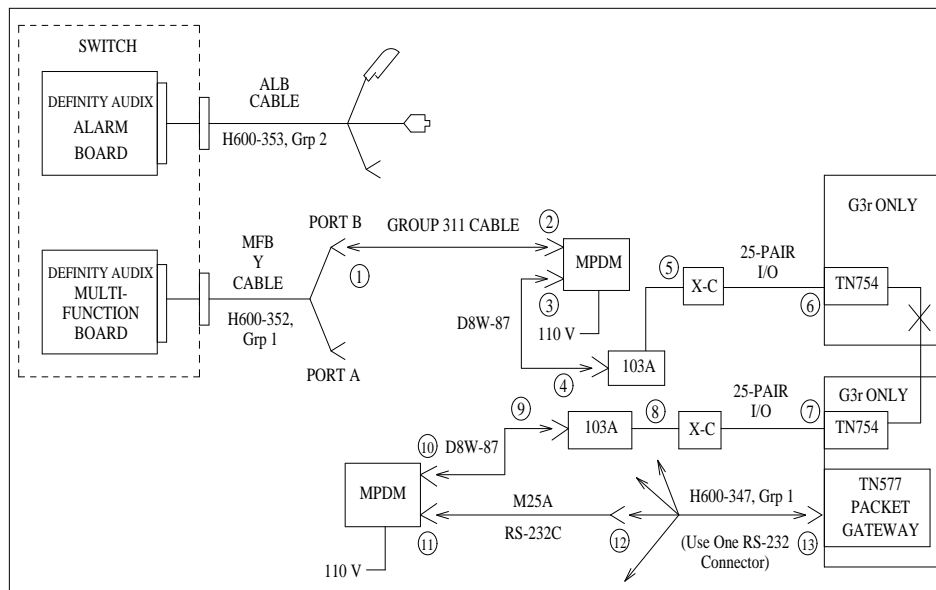 SWITCH
DEFINITY AUDIX
ALARM
BOARD
ALB
CABLE
H600-353, Grp 2
DEFINITY AUDIX
MULTI-
FUNCTION
BOARD
MFB
Y
CABLE
H600-352,
Grp 1
PORT B
PORT A
1
GROUP 311 CABLE
2
3
MPDM
110 V
D8W-87
4
103A
5
X-C
25-PAIR
I/O
6
G3r ONLY
TN754
G3r ONLY
7
TN754
25-PAIR
I/O
X-C
8
103A
9
D8W-87
10
MPDM
11
110 V
M25A
RS-232C
12
H600-347, Grp 1
(Use One RS-232
Connector)
13
TN577
PACKET
GATEWAY